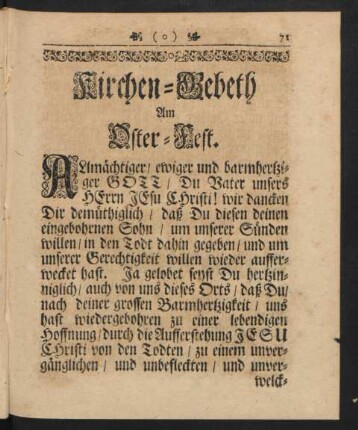 ( o ) 71
Kirchen-Gebeth
Am
Oster-Fest.
ALmächtiger/ ewiger und barmhertzi-
ger GOTT/ Du Vater unsers
HErrn JEsu CHristi! wir dancken
Dir demüthiglich/ daß Du diesen deinen
eingebohrnen Sohn/ um unserer Sünden
willen/ in den Todt dahin gegeben/ und um
unserer Gerechtigkeit willen wieder auffer-
wecket hast. Ja gelobet seyst Du hertzin-
niglich/ auch von uns dieses Orts/ daß Du/
nach deiner grossen Barmhertzigkeit/ uns
hast wiedergebohren zu einer lebendigen
Hoffnung/ durch die Aufferstehung JESU
CHristi von den Todten/ zu einem unver-
gänglichen/ und unbefleckten/ und unver-
welck-